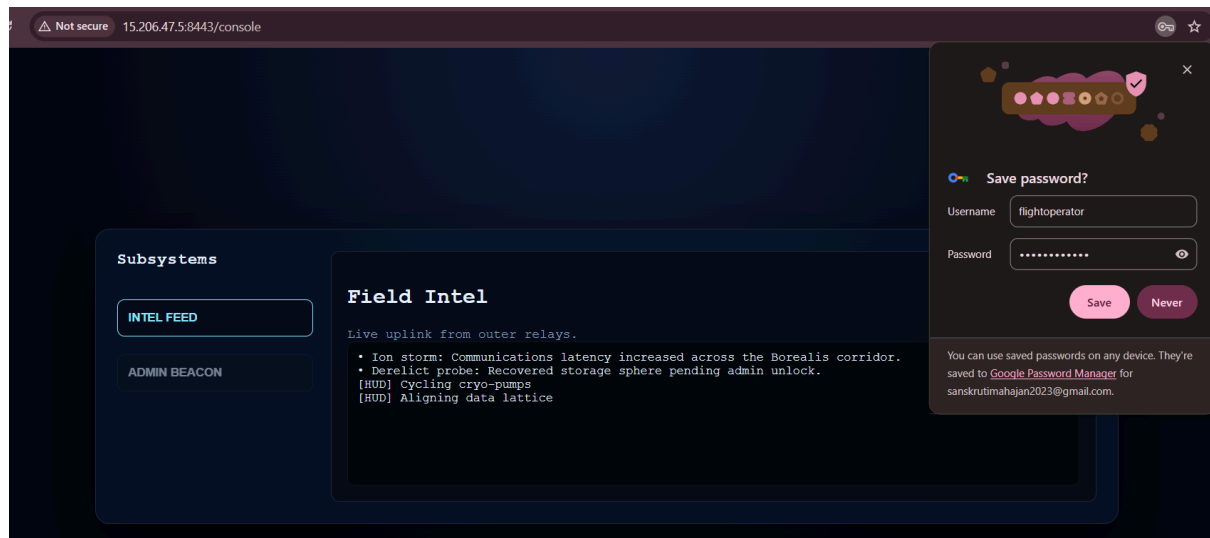 Not secure 15.206.47.5:8443/console
Save password?
Username flightoperator
Password ············
Save Never
You can use saved passwords on any device. They're
saved to Google Password Manager for
sanskrutimahajan2023@gmail.com.
Subsystems
INTEL FEED
ADMIN BEACON
Field Intel
Live uplink from outer relays.
• Ion storm: Communications latency increased across the Borealis corridor.
• Derelict probe: Recovered storage sphere pending admin unlock.
[HUD] Cycling cryo-pumps
[HUD] Aligning data lattice